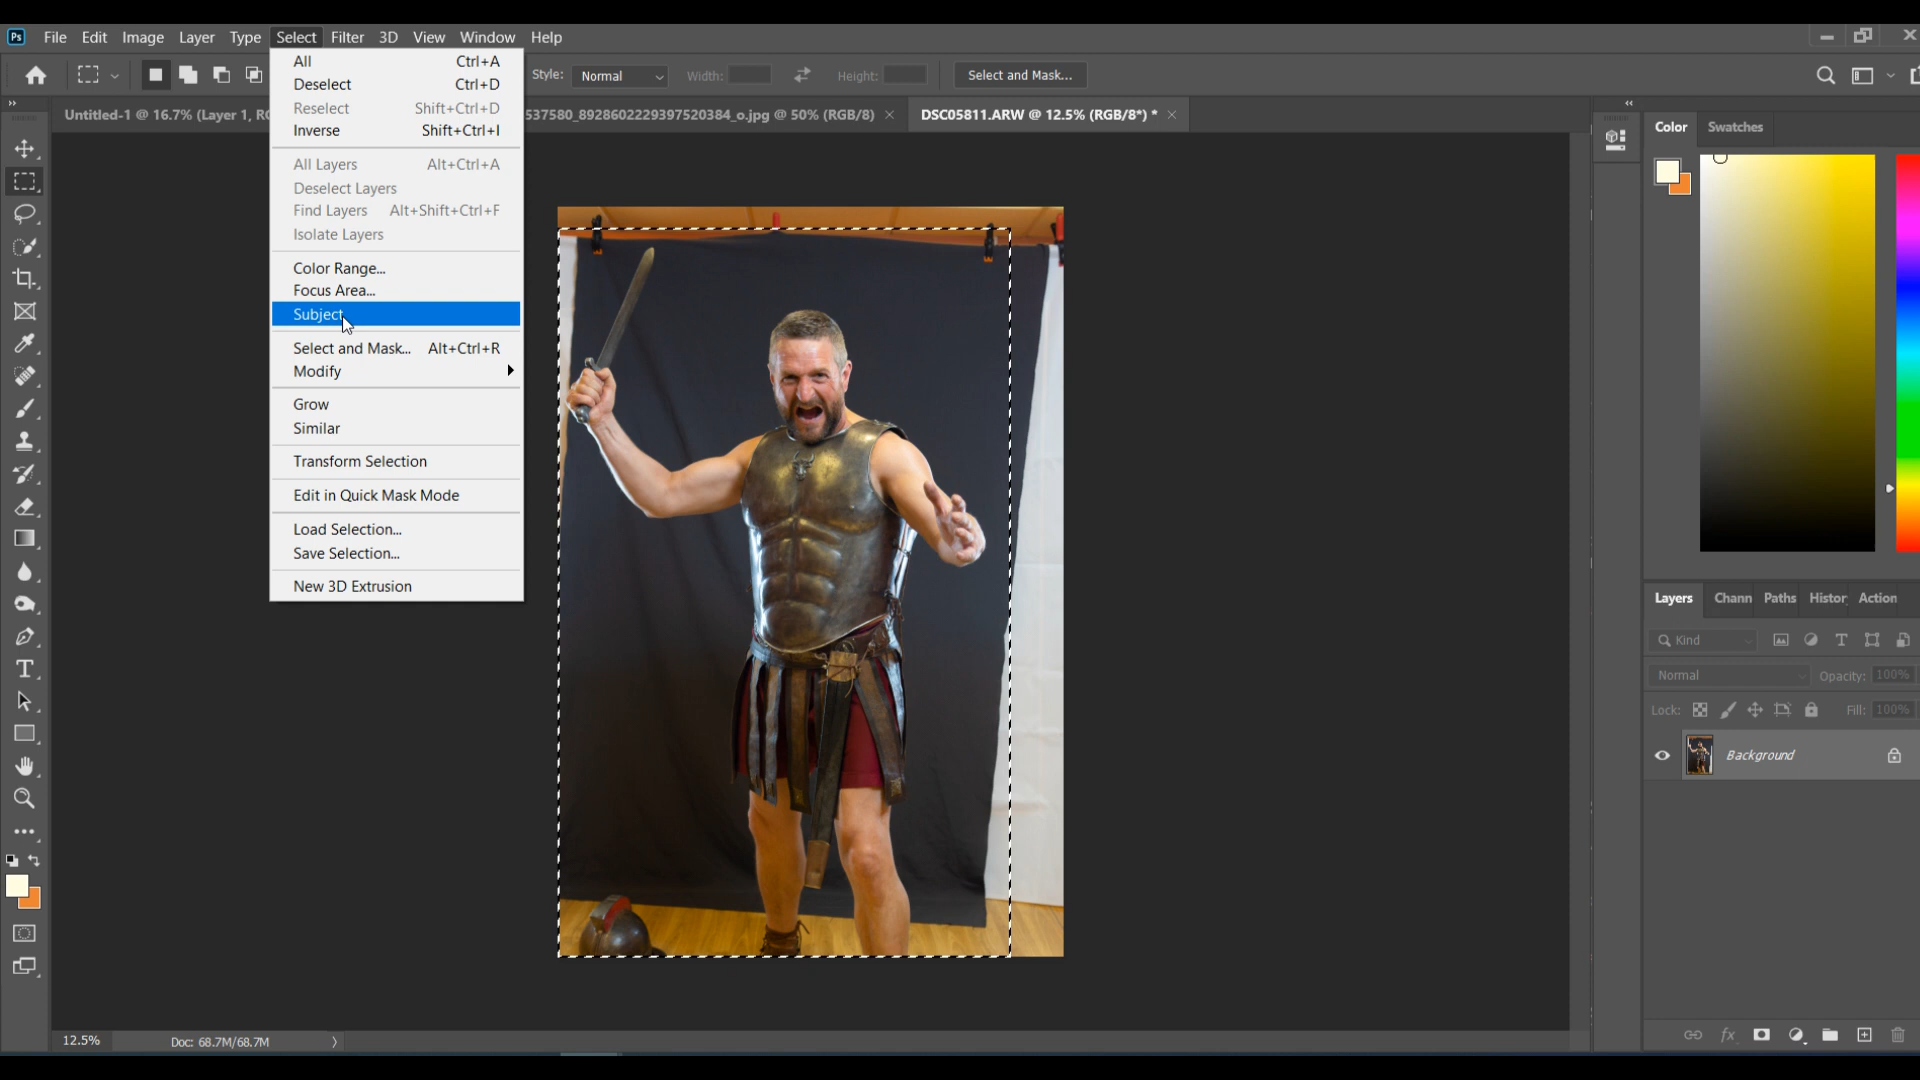 Ps File Edit Image Layer Type Select Filter 3D View Window Help
Style: Normal Width: Height: Select and Mask...
Untitled-1 @ 16.7% (Layer 1, RG
537580_8928602229397520384_o.jpg @ 50% (RGB/8) ×
DSC05811.ARW @ 12.5% (RGB/8*) * ×
All Ctrl+A
Deselect Ctrl+D
Reselect Shift+Ctrl+D
Inverse Shift+Ctrl+I
All Layers Alt+Ctrl+A
Deselect Layers
Find Layers Alt+Shift+Ctrl+F
Isolate Layers
Color Range...
Focus Area...
Subject
Select and Mask... Alt+Ctrl+R
Modify
Grow
Similar
Transform Selection
Edit in Quick Mask Mode
Load Selection...
Save Selection...
New 3D Extrusion
Color Swatches
Layers Chann Paths Histor Action
Kind
Normal Opacity: 100%
Lock: Fill: 100%
Background
12.5% Doc: 68.7M/68.7M